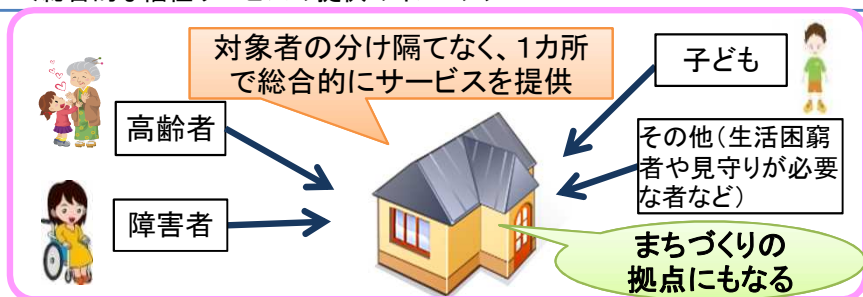 対象者の分け隔てなく、１カ所
で総合的にサービスを提供
子ども
高齢者
その他（生活困窮
者や見守りが必要
な者など）
障害者
まちづくりの
拠点にもなる